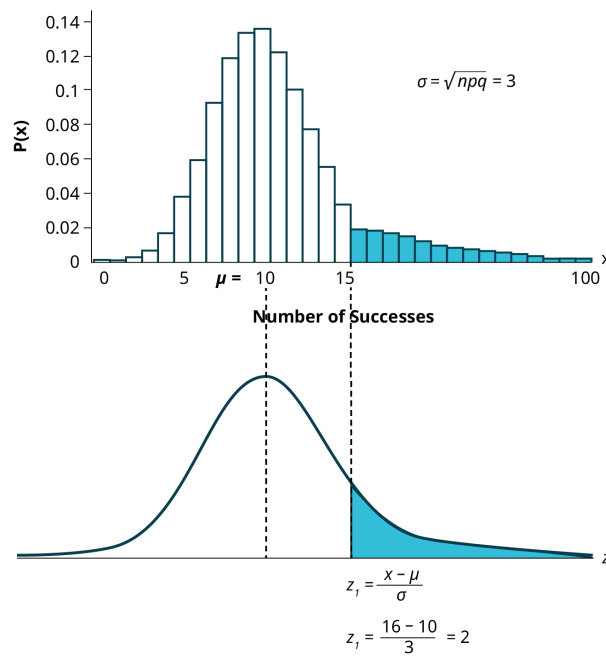 0.14
0.12
0.1
0.08
0.06
0.04
0.02
0
P(x)
σ = √npq = 3
x
0 5 μ = 10 15 100
Number of Successes
z
z₁ = x − μ / σ
z₁ = 16 − 10 / 3 = 2